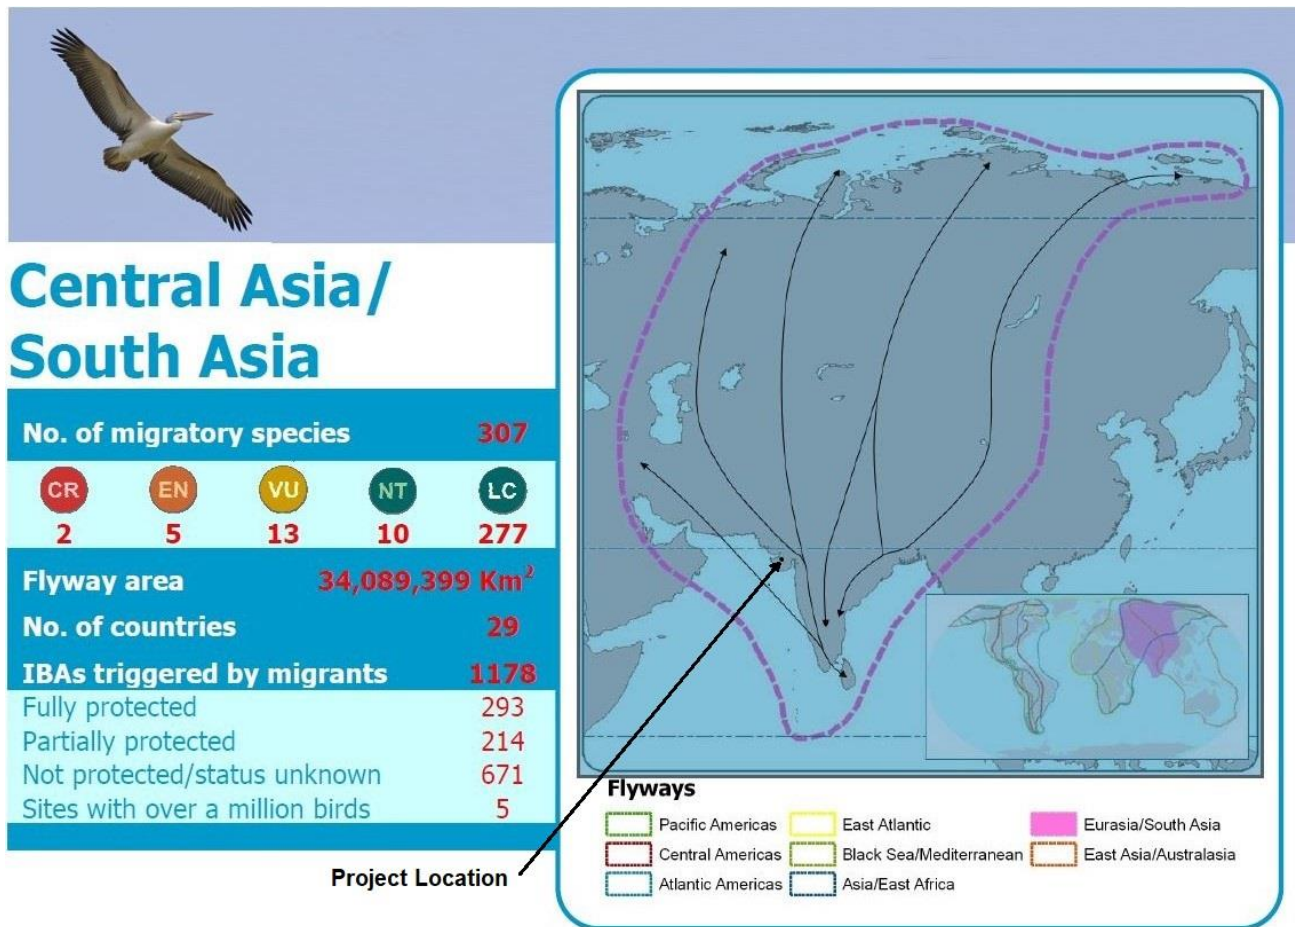 Central Asia/
South Asia
No. of migratory species 307
CR EN VU NT LC
2 5 13 10 277
Flyway area 34,089,399 Km²
No. of countries 29
IBAs triggered by migrants 1178
Fully protected 293
Partially protected 214
Not protected/status unknown 671
Sites with over a million birds 5
Project Location
Flyways
Pacific Americas East Atlantic Eurasia/South Asia
Central Americas Black Sea/Mediterranean East Asia/Australasia
Atlantic Americas Asia/East Africa